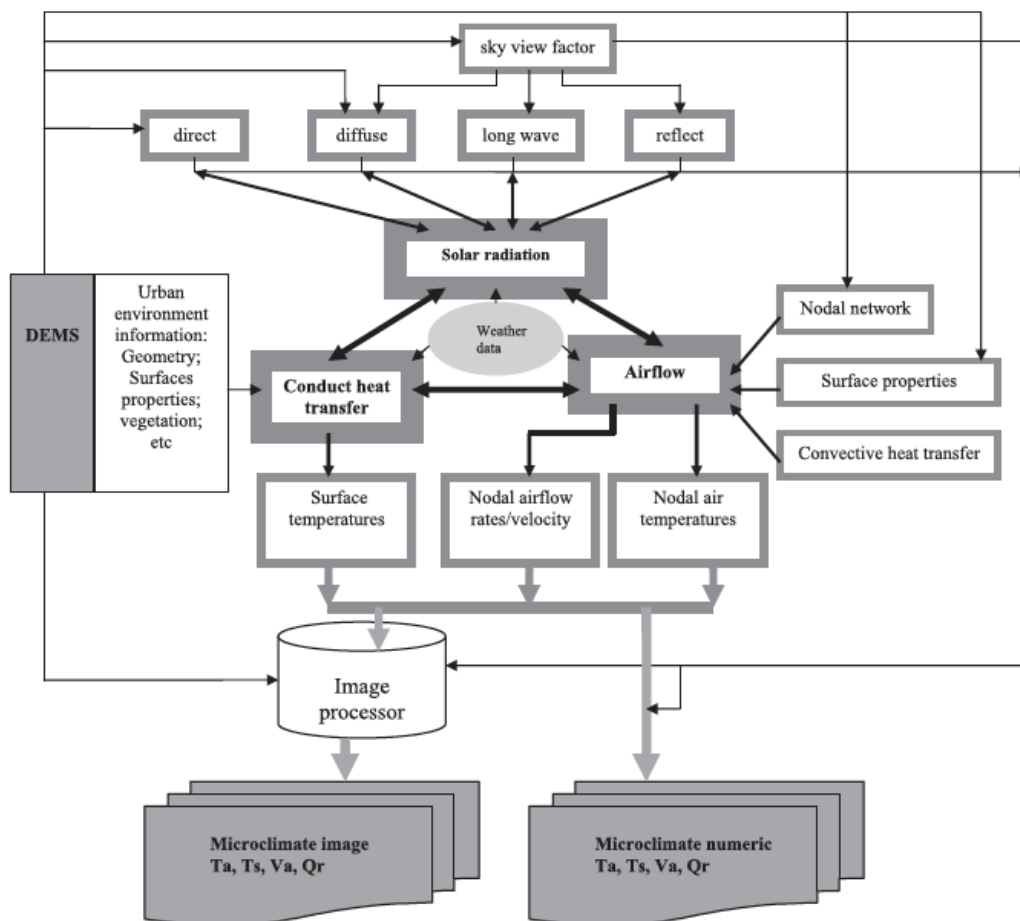 sky view factor
direct
diffuse
long wave
reflect
Solar radiation
DEMS
Urban
environment
information:
Geometry;
Surfaces
properties;
vegetation;
etc
Weather
data
Nodal network
Conduct heat
transfer
Airflow
Surface properties
Convective heat transfer
Surface
temperatures
Nodal airflow
rates/velocity
Nodal air
temperatures
Image
processor
Microclimate image
Ta, Ts, Va, Qr
Microclimate numeric
Ta, Ts, Va, Qr